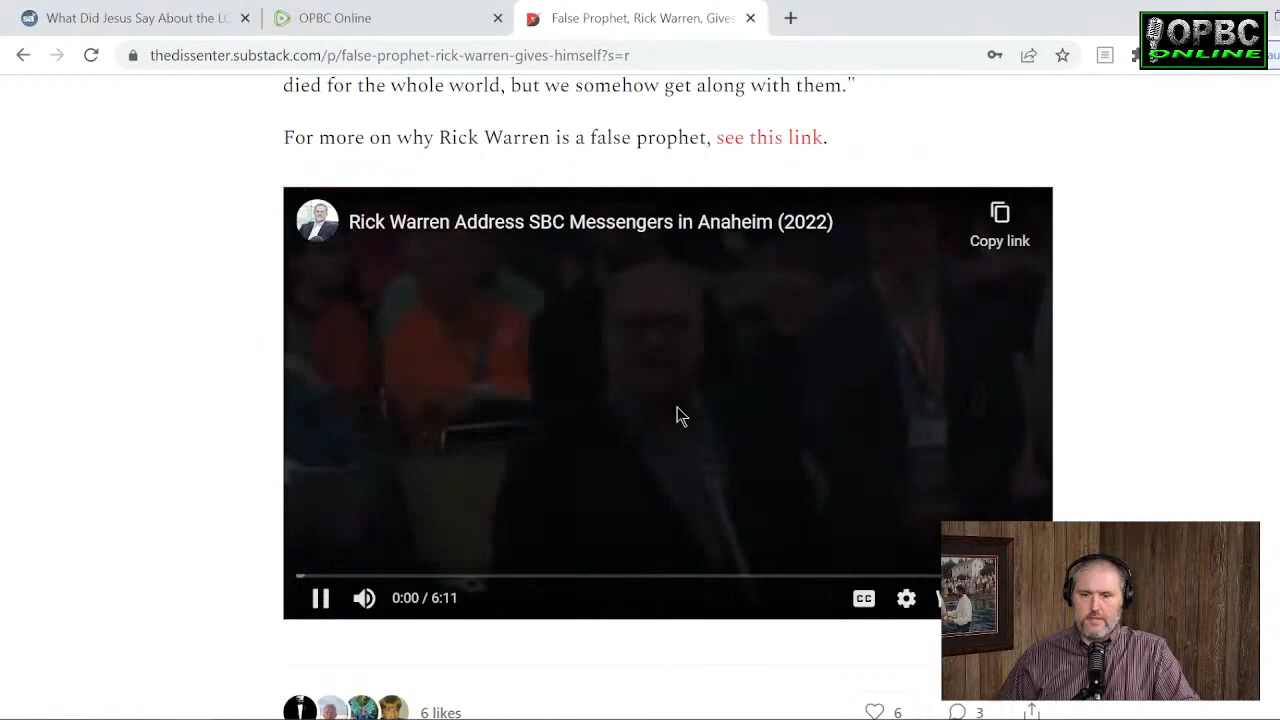 What Did Jesus Say About the LG
OPBC Online
False Prophet, Rick Warren, Gives
OPBC
ONLINE
thedissenter.substack.com/p/false-prophet-r gives-himself?s=r
died for the whole world, but we somehow get along with them."
For more on why Rick Warren is a false prophet, see this link.
Rick Warren Address SBC Messengers in Anaheim (2022)
Copy link
0:00 / 6:11
CC
6 likes
6
3